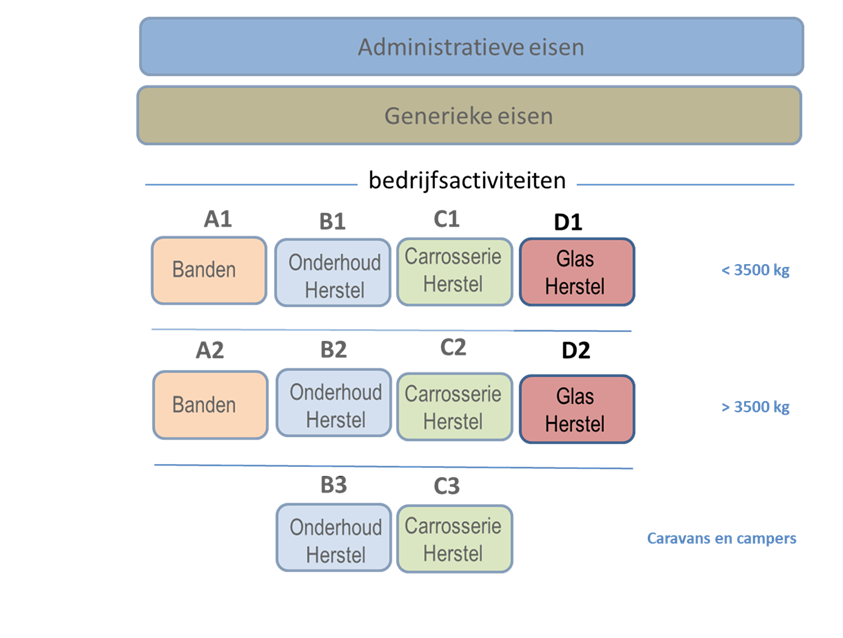 Administratieve eisen
Generieke eisen
bedrijfsactiviteiten
A1
B1
C1
D1
Banden
Onderhoud
Herstel
Carrosserie
Herstel
Glas
Herstel
< 3500 kg
A2
B2
C2
D2
Banden
Onderhoud
Herstel
Carrosserie
Herstel
Glas
Herstel
> 3500 kg
B3
C3
Onderhoud
Herstel
Carrosserie
Herstel
Caravans en campers